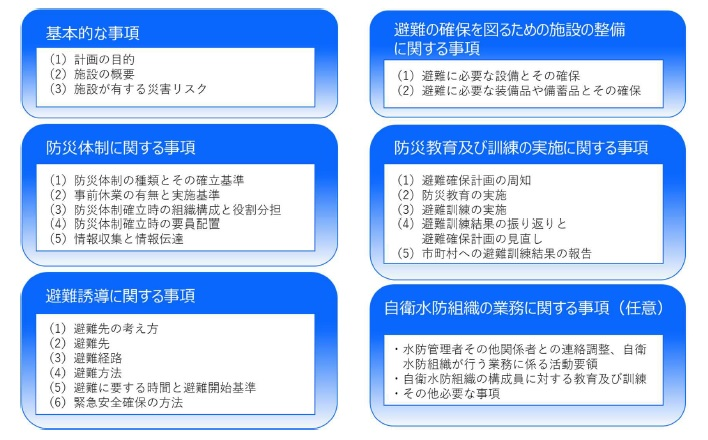 基本的な事項
（1）計画の目的
（2）施設の概要
（3）施設が有する災害リスク
防災体制に関する事項
（1）防災体制の種類とその確立基準
（2）事前休業の有無と実施基準
（3）防災体制確立時の組織構成と役割分担
（4）防災体制確立時の要員配置
（5）情報収集と情報伝達
避難誘導に関する事項
（1）避難先の考え方
（2）避難先
（3）避難経路
（4）避難方法
（5）避難に要する時間と避難開始基準
（6）緊急安全確保の方法
避難の確保を図るための施設の整備
に関する事項
（1）避難に必要な設備とその確保
（2）避難に必要な装備品や備蓄品とその確保
防災教育及び訓練の実施に関する事項
（1）避難確保計画の周知
（2）防災教育の実施
（3）避難訓練の実施
（4）避難訓練結果の振り返りと
避難確保計画の見直し
（5）市町村への避難訓練結果の報告
自衛水防組織の業務に関する事項（任意）
・水防管理者その他関係者との連絡調整、自衛
水防組織が行う業務に係る活動要領
・自衛水防組織の構成員に対する教育及び訓練
・その他必要な事項